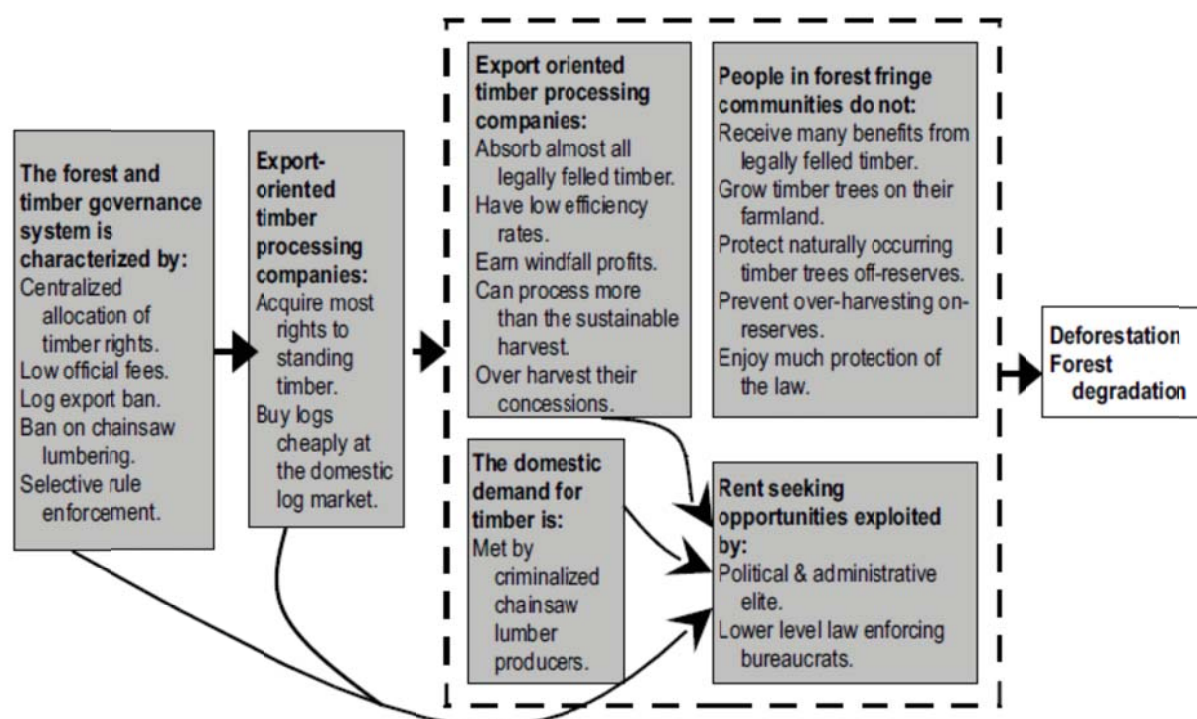 The forest and
timber governance
system is
characterized by:
Centralized
allocation of
timber rights.
Low official fees.
Log export ban.
Ban on chainsaw
lumbering.
Selective rule
enforcement.
Export-
oriented
timber
processing
companies:
Acquire most
rights to
standing
timber.
Buy logs
cheaply at
the domestic
log market.
Export oriented
timber processing
companies:
Absorb almost all
legally felled timber.
Have low efficiency
rates.
Earn windfall profits.
Can process more
than the sustainable
harvest.
Over harvest their
concessions.
People in forest fringe
communities do not:
Receive many benefits from
legally felled timber.
Grow timber trees on their
farmland.
Protect naturally occurring
timber trees off-reserves.
Prevent over-harvesting on-
reserves.
Enjoy much protection of
the law.
The domestic
demand for
timber is:
Met by
criminalized
chainsaw
lumber
producers.
Rent seeking
opportunities exploited
by:
Political & administrative
elite.
Lower level law enforcing
bureaucrats.
Deforestation
Forest
degradation